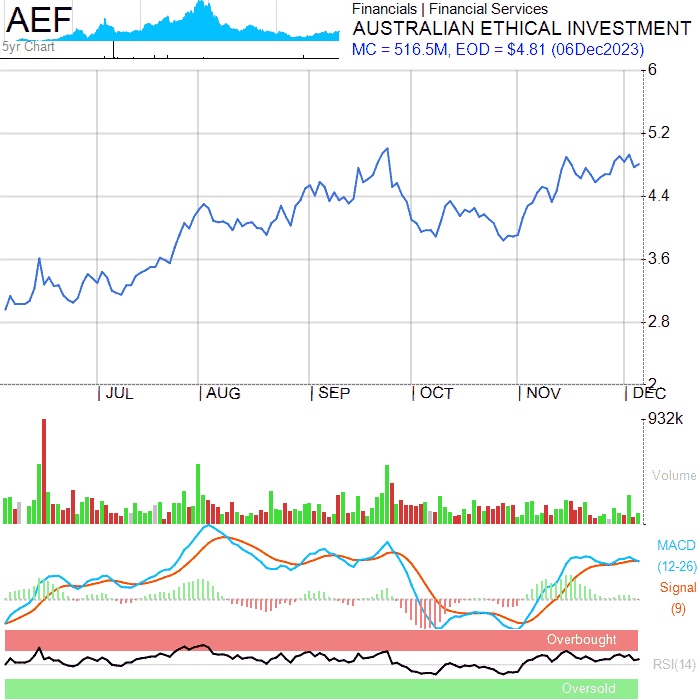 AEF
5yr Chart
Financials | Financial Services
AUSTRALIAN ETHICAL INVESTMENT
MC = 516.5M, EOD = $4.81 (06Dec2023)
6
5.2
4.4
3.6
2.8
2
JUL AUG SEP OCT NOV DEC
932k
Volume
MACD
(12-26)
Signal
(9)
Overbought
RSI(14)
Oversold